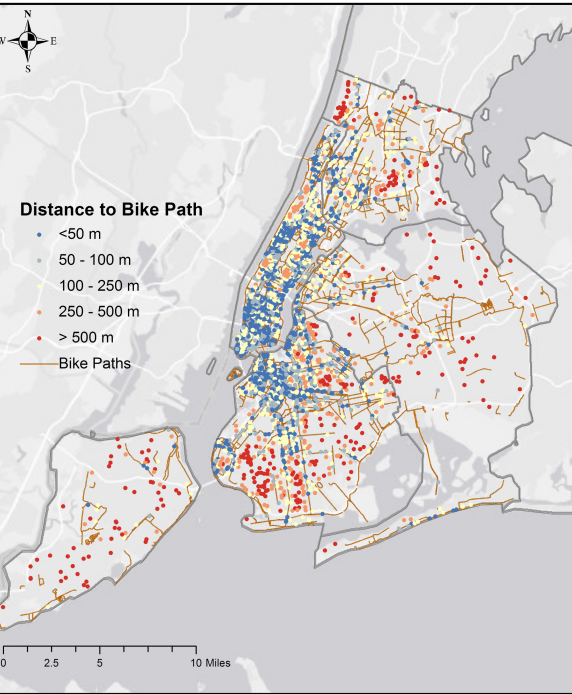 N
W
E
S
Distance to Bike Path
<50 m
50 - 100 m
100 - 250 m
250 - 500 m
> 500 m
Bike Paths
0 2.5 5 10 Miles